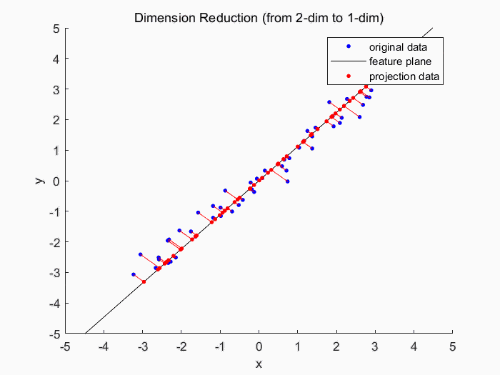 Dimension Reduction (from 2-dim to 1-dim)
original data
feature plane
projection data
5
4
3
2
1
0
-1
-2
-3
-4
-5
y
-5 -4 -3 -2 -1 0 1 2 3 4 5
x